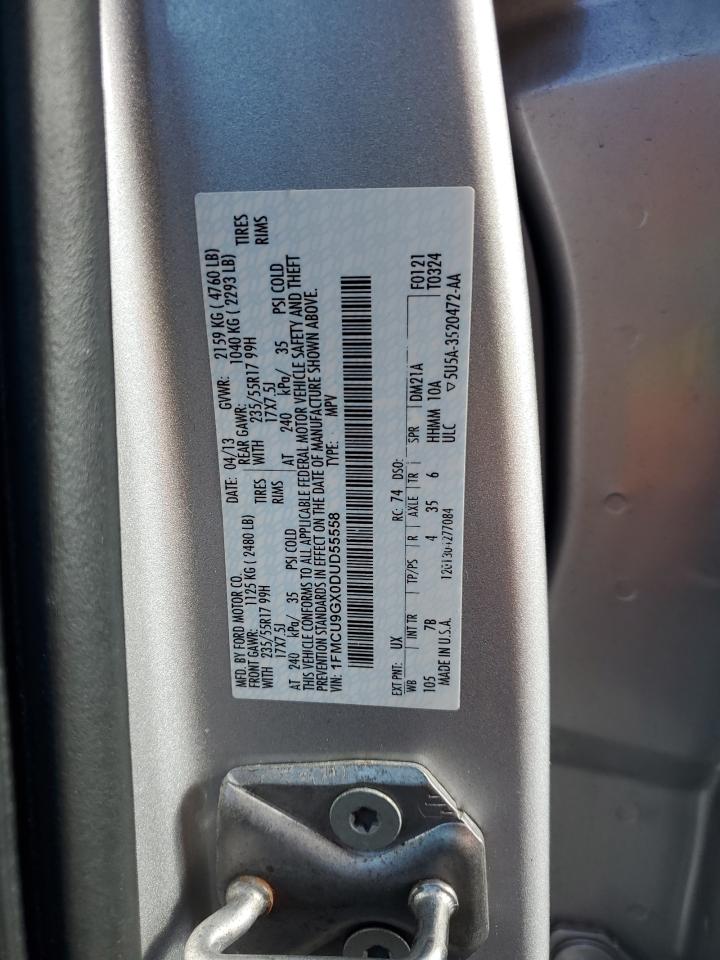 MFD. BY FORD MOTOR CO.
DATE: 04/13 GVWR: 2159 KG ( 4760 LB)
FRONT GAWR: 1125 KG ( 2480 LB) REAR GAWR: 1040 KG ( 2293 LB)
WITH 235/55R17 99H TIRES WITH 235/55R17 99H TIRES
17X7.5J RIMS 17X7.5J RIMS
AT 240 kPa/ 35 PSI COLD AT 240 kPa/ 35 PSI COLD
THIS VEHICLE CONFORMS TO ALL APPLICABLE FEDERAL MOTOR VEHICLE SAFETY AND THEFT
PREVENTION STANDARDS IN EFFECT ON THE DATE OF MANUFACTURE SHOWN ABOVE.
VIN: 1FMCU9GX0DUD55558 TYPE: MPV
F0121
T0324
EXT PNT: UX RC: 74 DSO:
WB INT TR TP/PS R AXLE TR SPR DM21A
105 7B 4 35 6 HHMM 10A
MADE IN U.S.A. ULC ▽5U5A-3520472-AA